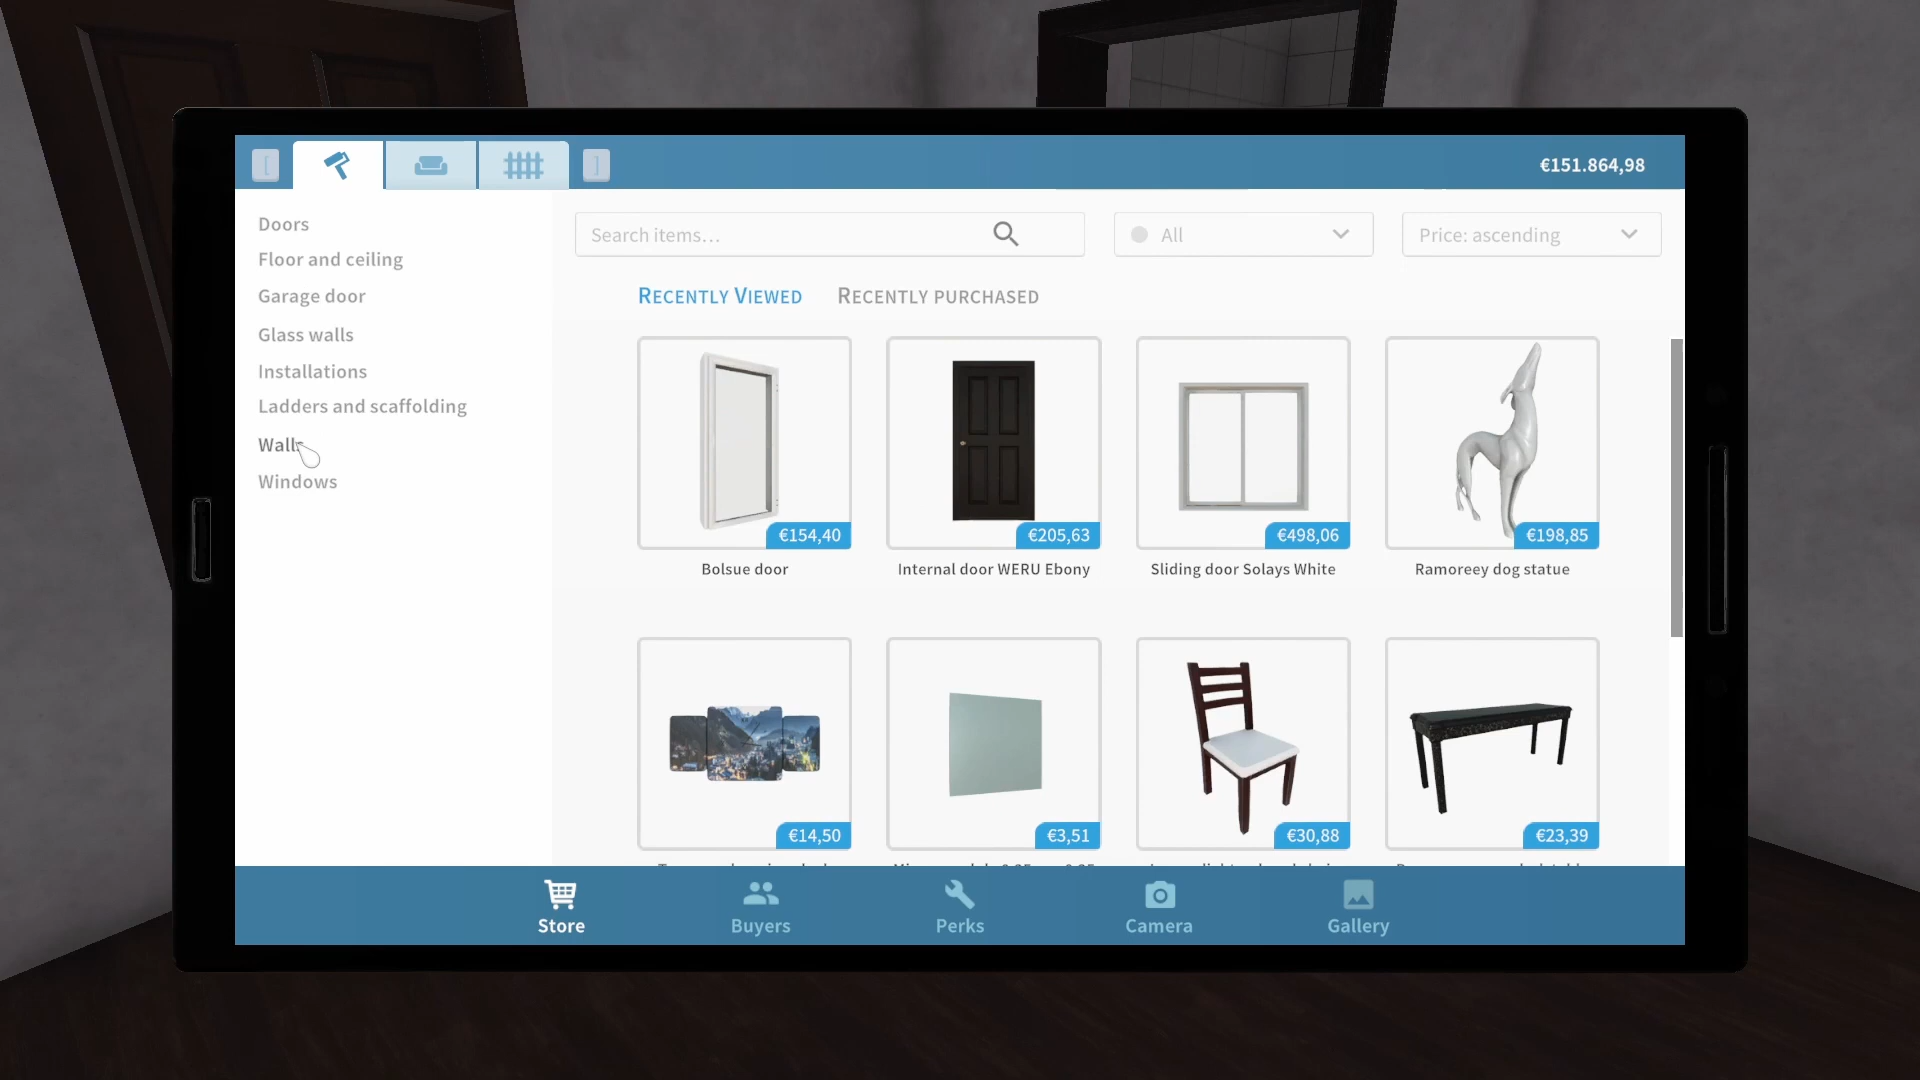 [
]
€151.864,98
Doors
Floor and ceiling
Garage door
Glass walls
Installations
Ladders and scaffolding
Walls
Windows
Search items...
All
Price: ascending
RECENTLY VIEWED
RECENTLY PURCHASED
€154,40
€205,63
€498,06
€198,85
Bolsue door
Internal door WERU Ebony
Sliding door Solays White
Ramoreey dog statue
€14,50
€3,51
€30,88
€23,39
Store
Buyers
Perks
Camera
Gallery